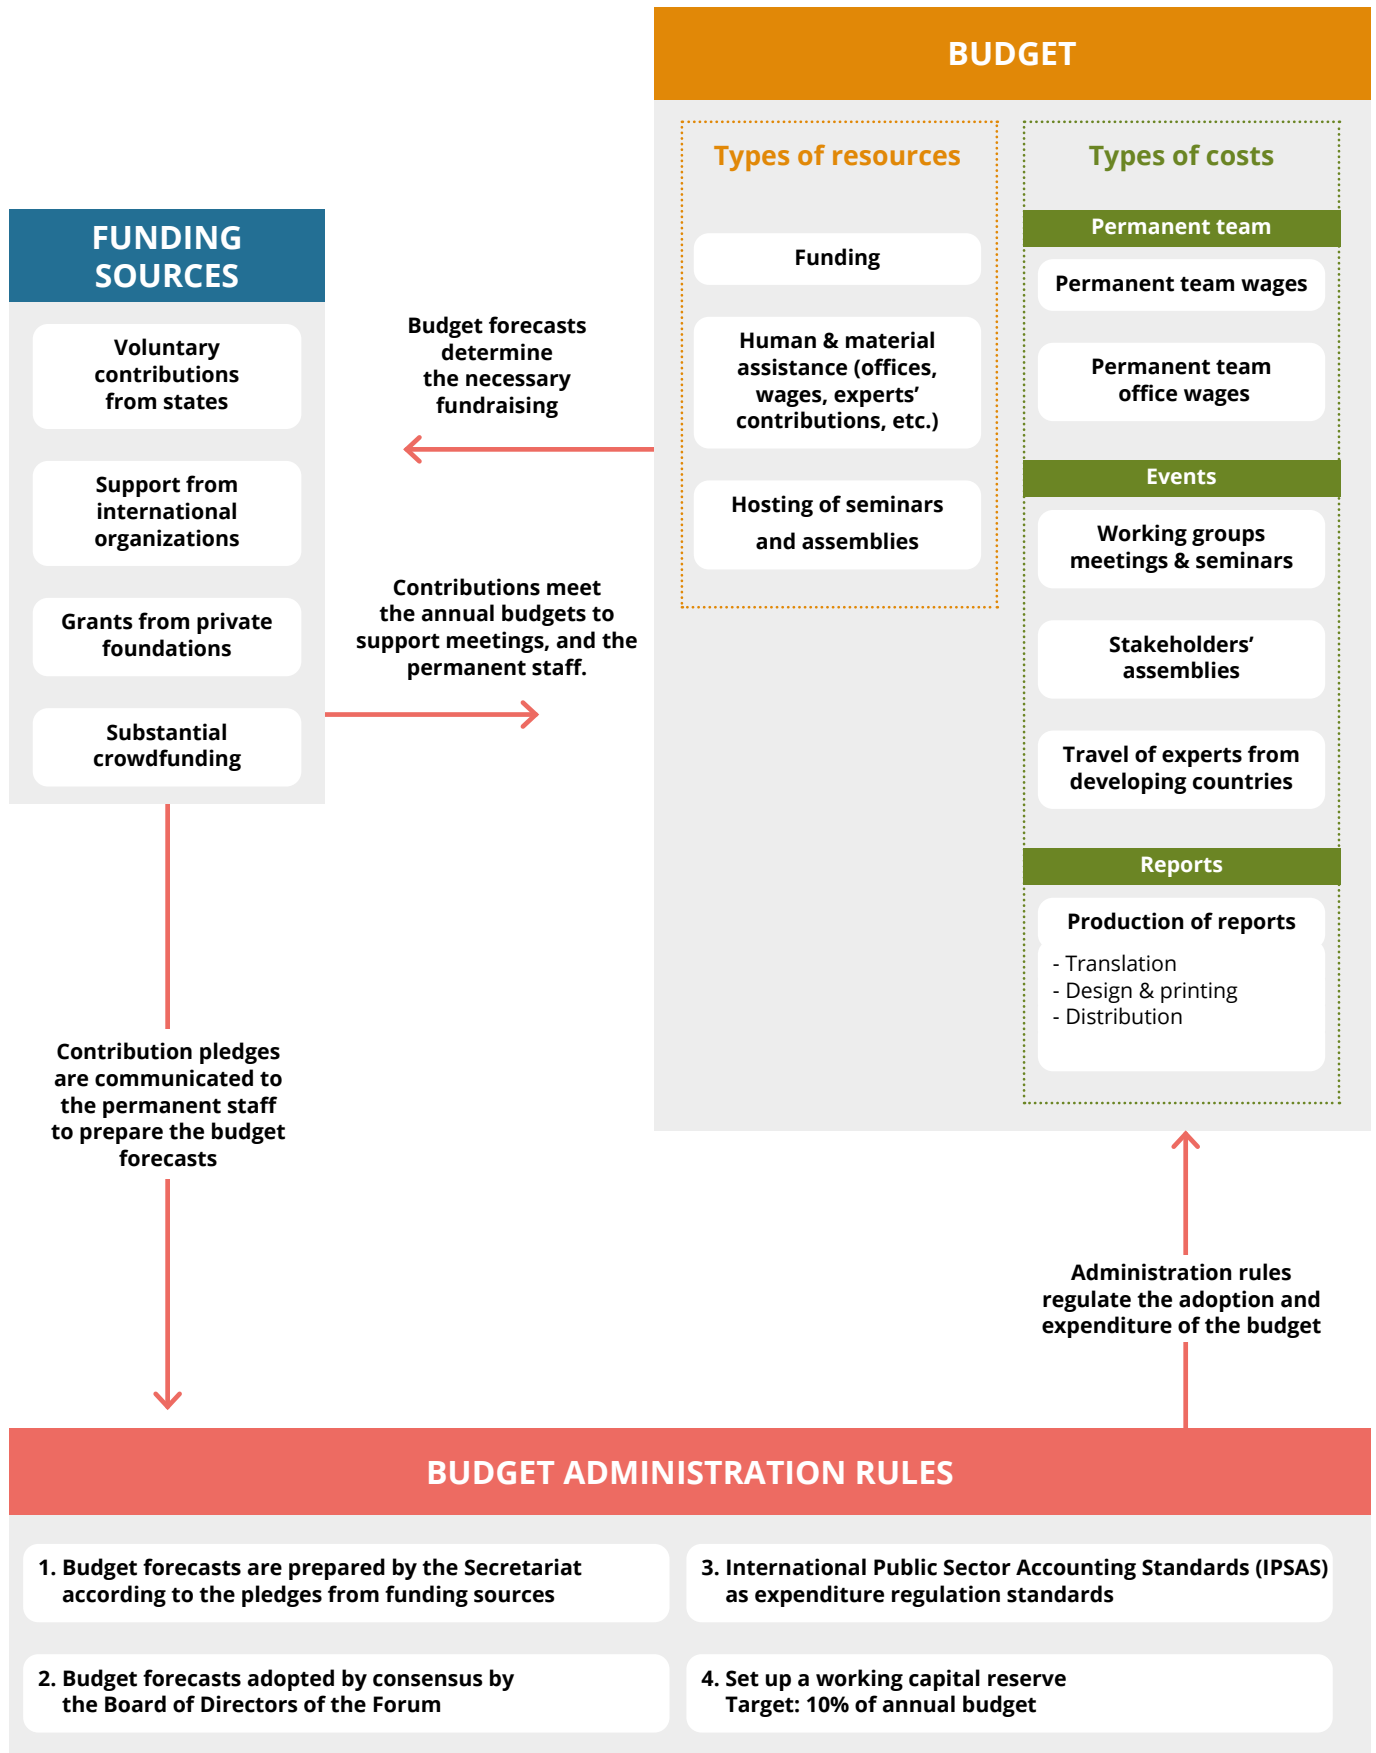 BUDGET
Types of resources
Funding
Human & material
assistance (offices,
wages, experts’
contributions, etc.)
Hosting of seminars
and assemblies
Types of costs
Permanent team
Permanent team wages
Permanent team
office wages
Events
Working groups
meetings & seminars
Stakeholders’
assemblies
Travel of experts from
developing countries
Reports
Production of reports
- Translation
- Design & printing
- Distribution
FUNDING
SOURCES
Voluntary
contributions
from states
Support from
international
organizations
Grants from private
foundations
Substantial
crowdfunding
Budget forecasts
determine
the necessary
fundraising
Contributions meet
the annual budgets to
support meetings, and the
permanent staff.
Contribution pledges
are communicated to
the permanent staff
to prepare the budget
forecasts
Administration rules
regulate the adoption and
expenditure of the budget
BUDGET ADMINISTRATION RULES
1. Budget forecasts are prepared by the Secretariat
according to the pledges from funding sources
2. Budget forecasts adopted by consensus by
the Board of Directors of the Forum
3. International Public Sector Accounting Standards (IPSAS)
as expenditure regulation standards
4. Set up a working capital reserve
Target: 10% of annual budget